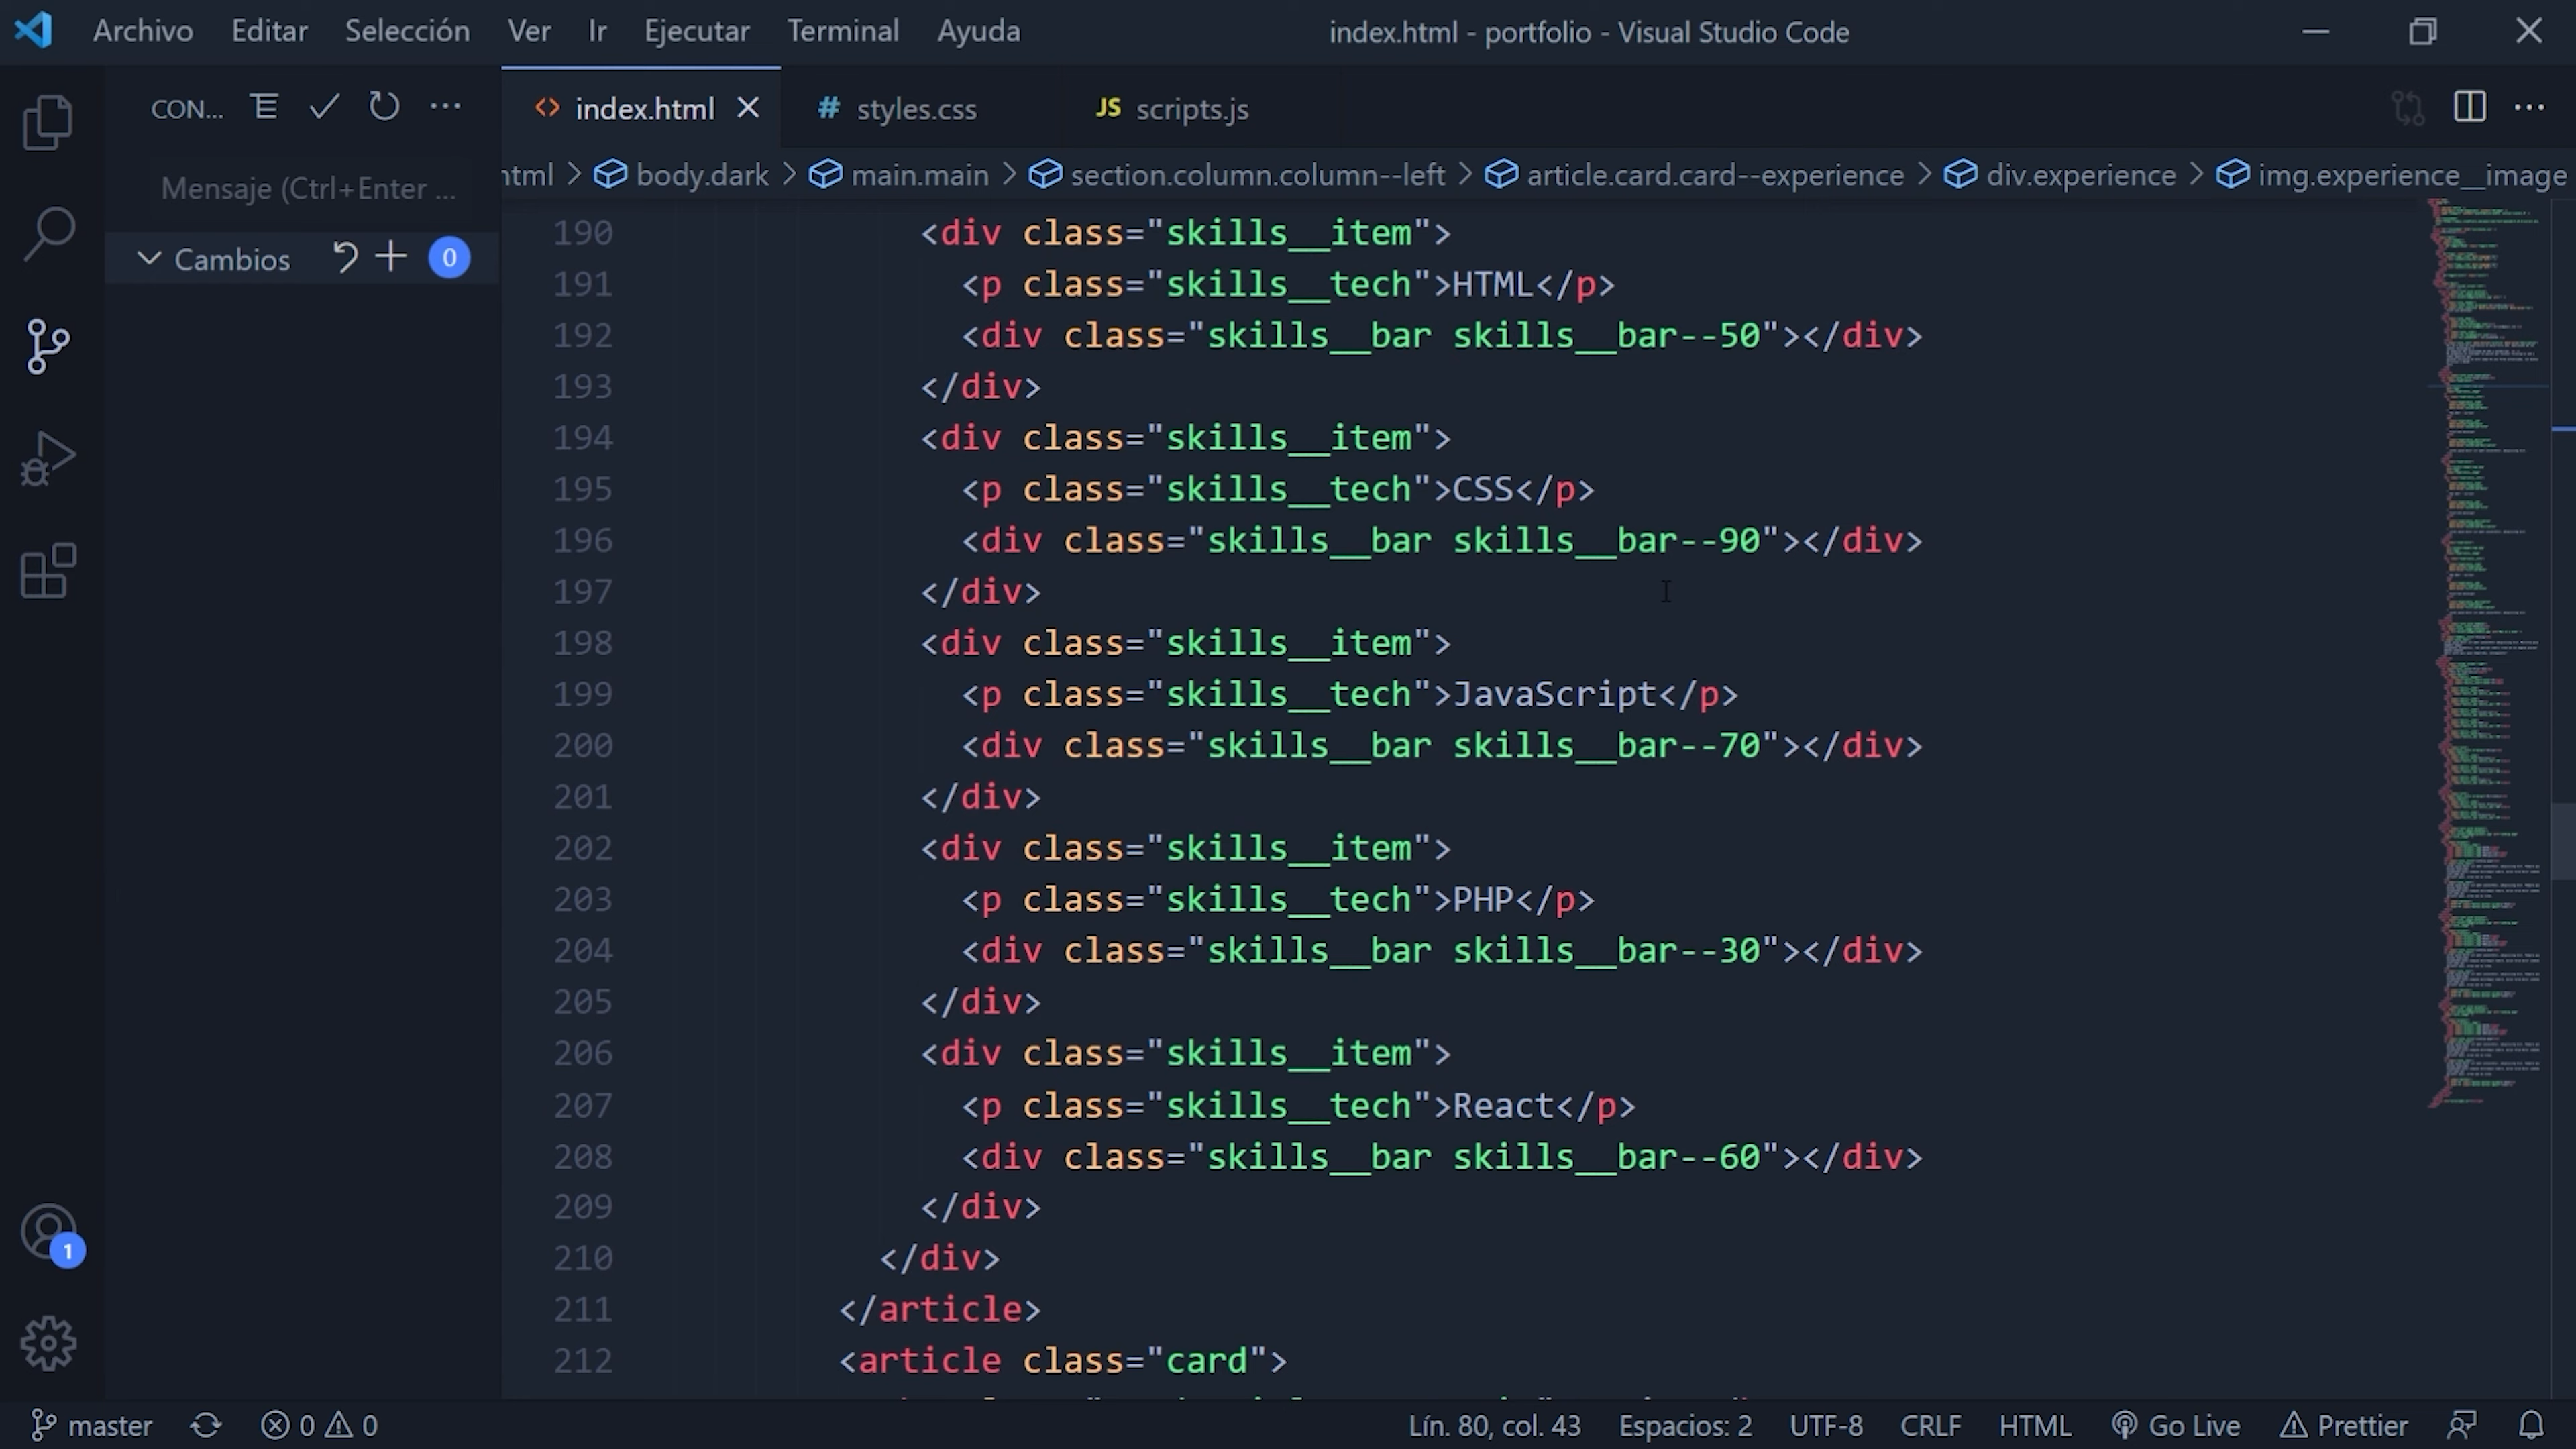 Archivo Editar Selección Ver Ir Ejecutar Terminal Ayuda index.html - portfolio - Visual Studio Code
CON... index.html styles.css JS scripts.js
html > body.dark > main.main > section.column.column--left > article.card.card--experience > div.experience > img.experience__image
Mensaje (Ctrl+Enter ...
Cambios 0
190 <div class="skills__item">
191 <p class="skills__tech">HTML</p>
192 <div class="skills__bar skills__bar--50"></div>
193 </div>
194 <div class="skills__item">
195 <p class="skills__tech">CSS</p>
196 <div class="skills__bar skills__bar--90"></div>
197 </div>
198 <div class="skills__item">
199 <p class="skills__tech">JavaScript</p>
200 <div class="skills__bar skills__bar--70"></div>
201 </div>
202 <div class="skills__item">
203 <p class="skills__tech">PHP</p>
204 <div class="skills__bar skills__bar--30"></div>
205 </div>
206 <div class="skills__item">
207 <p class="skills__tech">React</p>
208 <div class="skills__bar skills__bar--60"></div>
209 </div>
210 </div>
211 </article>
212 <article class="card">
1
master 0 0 Lín. 80, col. 43 Espacios: 2 UTF-8 CRLF HTML Go Live Prettier